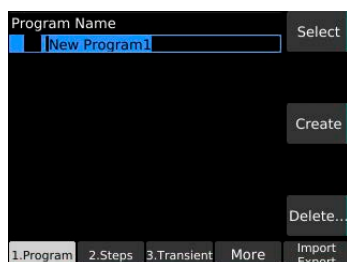 Program Name
Select
New Program1
Create
Delete...
1.Program 2.Steps 3.Transient More Import
Export